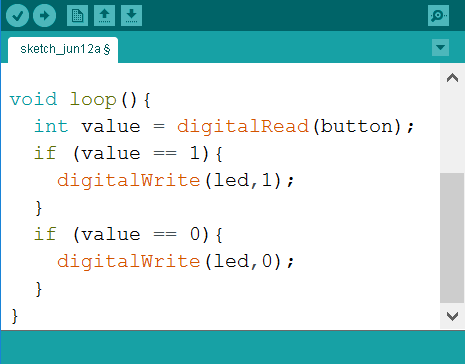 sketch_jun12a §
void loop(){
  int value = digitalRead(button);
  if (value == 1){
    digitalWrite(led,1);
  }
  if (value == 0){
    digitalWrite(led,0);
  }
}